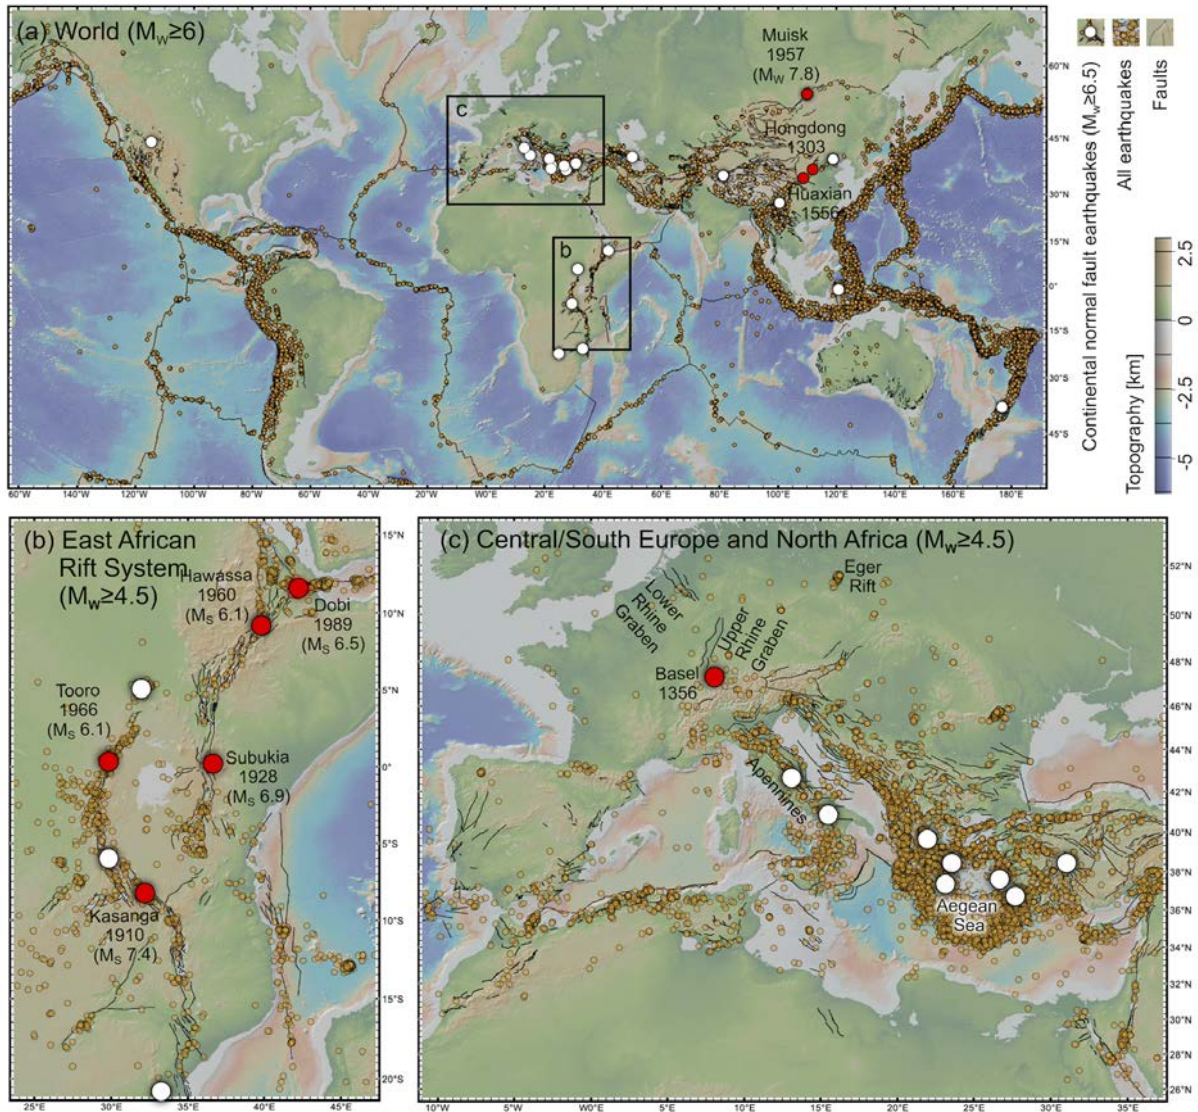 (a) World (Mw≥6)
Muisk
1957
(Mw 7.8)
Hongdong
1303
Huaxian
1556
c
b
60°N
45°N
30°N
15°N
0°
15°S
30°S
45°S
60°W 140°W 120°W 100°W 80°W 60°W 40°W 20°W W0°E 20°E 40°E 60°E 80°E 100°E 120°E 140°E 160°E 180°E 160°W 140°W 120°W 100°W
Continental normal fault earthquakes (Mw≥6.5)
All earthquakes
Faults
Topography [km]
2.5
0
-2.5
-5
(b) East African
Rift System
(Mw≥4.5)
Hawassa
1960
(Ms 6.1)
Dobi
1989
(Ms 6.5)
Tooro
1966
(Ms 6.1)
Subukia
1928
(Ms 6.9)
Kasanga
1910
(Ms 7.4)
15°N
10°N
5°N
0°
5°S
10°S
15°S
20°S
25°E 30°E 35°E 40°E 45°E
(c) Central/South Europe and North Africa (Mw≥4.5)
Lower
Rhine
Graben
Upper
Rhine
Graben
Eger
Rift
Basel
1356
Apennines
Aegean
Sea
52°N
50°N
48°N
46°N
44°N
42°N
40°N
38°N
36°N
34°N
32°N
30°N
28°N
26°N
10°W 5°W W0°E 5°E 10°E 15°E 20°E 25°E 30°E 35°E